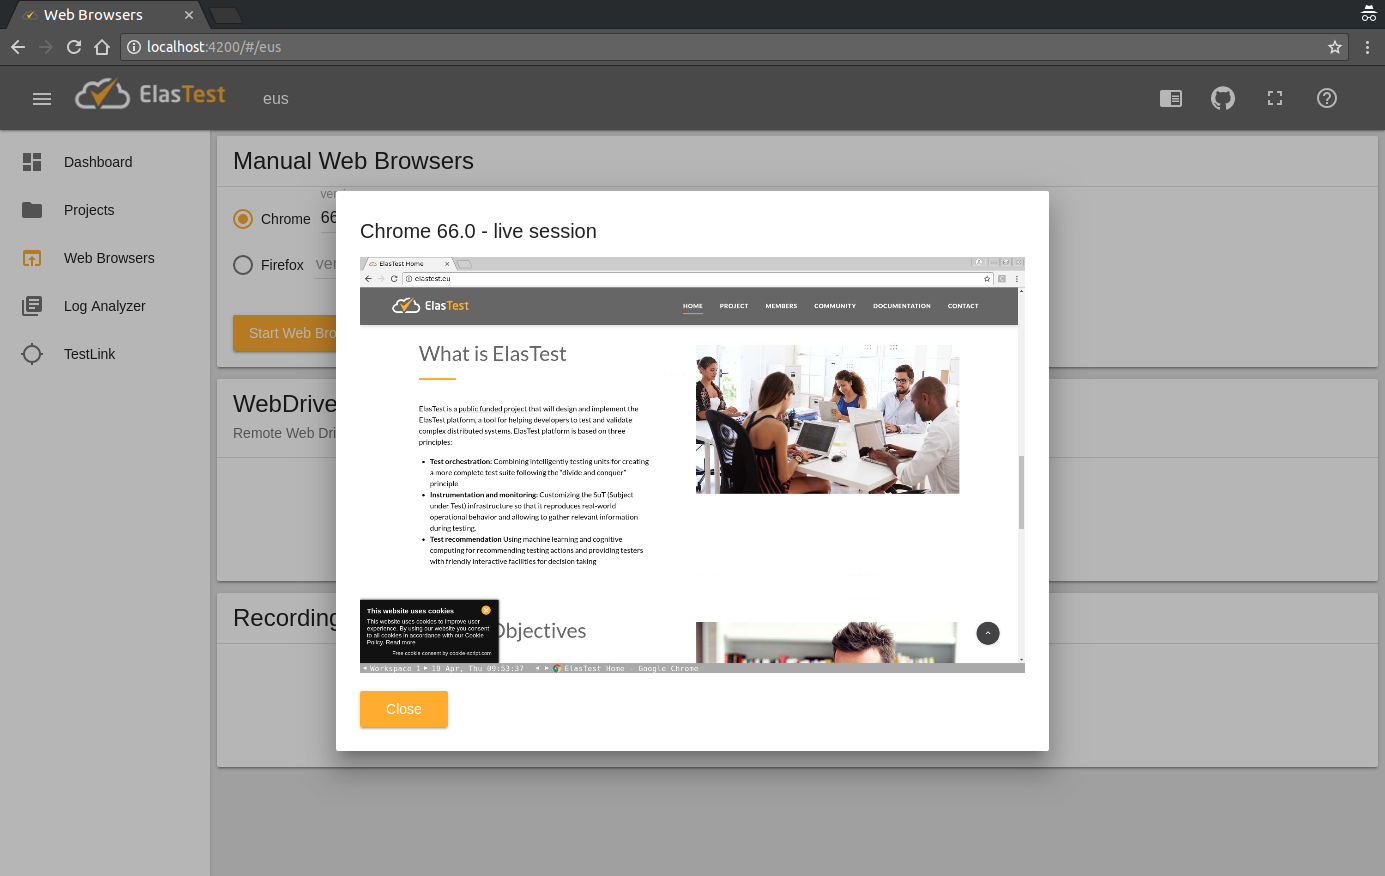 Web Browsers
localhost:4200/#/eus
ElasTest
eus
Dashboard
Projects
Web Browsers
Log Analyzer
TestLink
Manual Web Browsers
Chrome
66
Firefox
Start Web Bro
WebDrive
Remote Web Dri
Recording
Chrome 66.0 - live session
ElasTest Home
elastest.eu
ElasTest
HOME PROJECT MEMBERS COMMUNITY DOCUMENTATION CONTACT
What is ElasTest
ElasTest is a public funded project that will design and implement the
ElasTest platform, a tool for helping developers to test and validate
complex distributed systems. ElasTest platform is based on three
principles:
• Test orchestration: Combining intelligently testing units for creating
a more complete test suite following the "divide and conquer"
principle
• Instrumentation and monitoring: Customizing the SuT (Subject
under Test) infrastructure so that it reproduces real-world
operational behavior and allowing to gather relevant information
during testing.
• Test recommendation Using machine learning and cognitive
computing for recommending testing actions and providing testers
with friendly interactive facilities for decision taking
Objectives
This website uses cookies
This website uses cookies to improve user
experience. By using our website you consent
to all cookies in accordance with our Cookie
Policy. Read more
Free cookie consent by cookie-script.com
Workspace 1 19 Apr, Thu 09:53:37 ElasTest Home - Google Chrome
Close